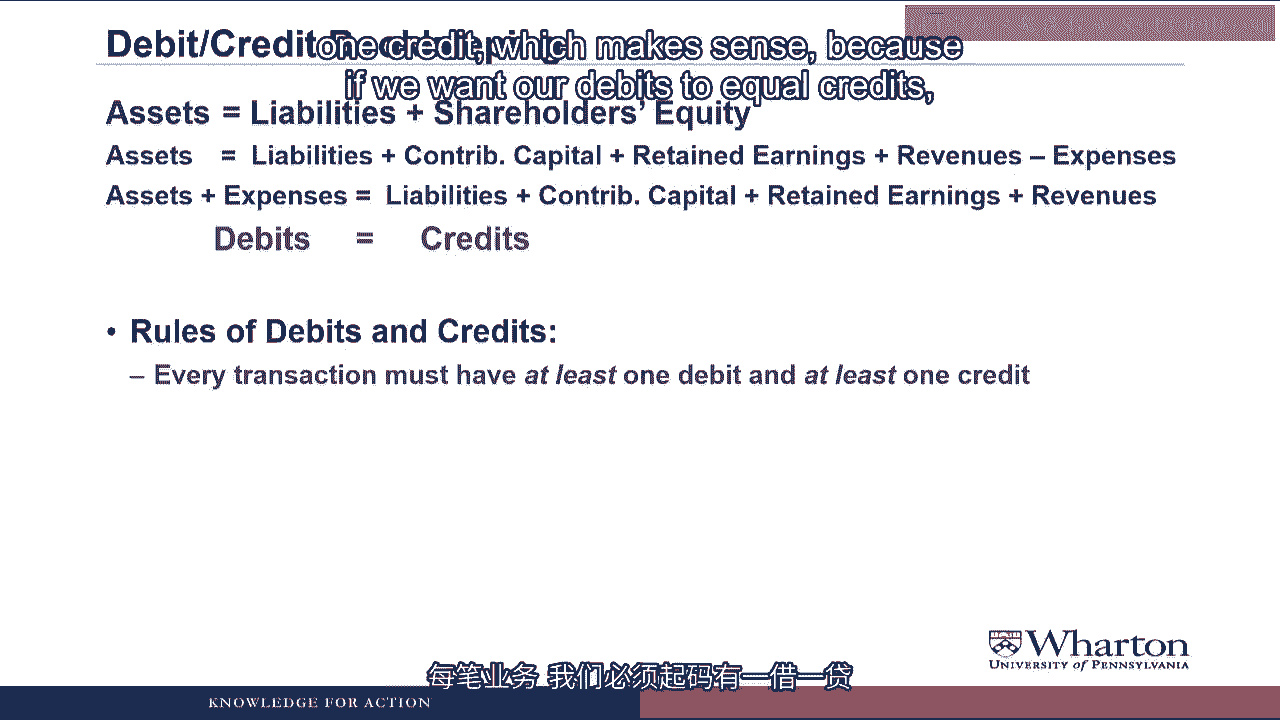 Debit/Credit
one credit, which makes sense, because
if we want our debits to equal credits,
Assets = Liabilities + Shareholders' Equity
Assets = Liabilities + Contrib. Capital + Retained Earnings + Revenues – Expenses
Assets + Expenses = Liabilities + Contrib. Capital + Retained Earnings + Revenues
Debits = Credits
• Rules of Debits and Credits:
– Every transaction must have at least one debit and at least one credit
Wharton
UNIVERSITY of PENNSYLVANIA
每笔业务 我们必须起码有一借一贷
KNOWLEDGE FOR ACTION